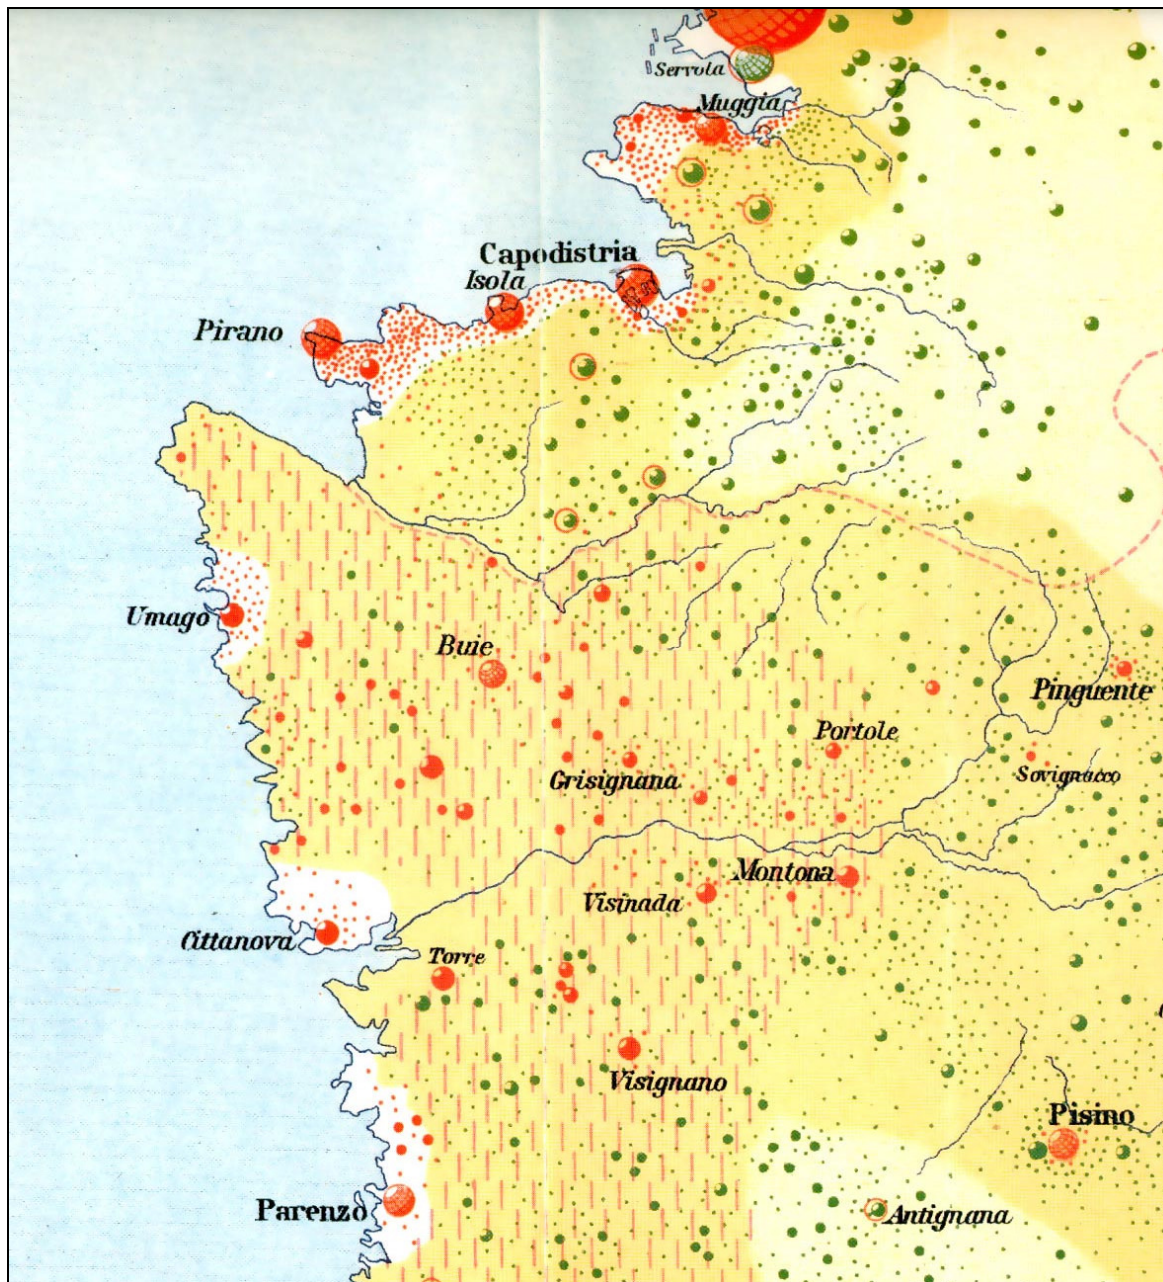 Servola
Muggia
Capodistria
Isola
Pirano
Umago
Buie
Pinguente
Portole
Grisignana
Sovignacco
Montona
Visinada
Cittanova
Torre
Visignano
Pisino
Parenzo
Antignana